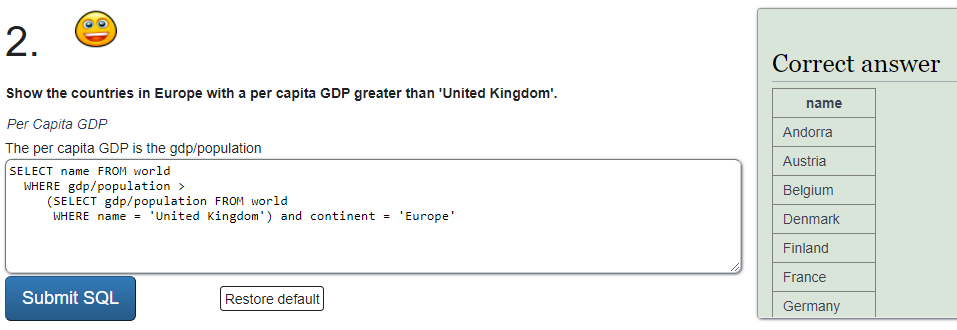 2.
Show the countries in Europe with a per capita GDP greater than 'United Kingdom'.
Per Capita GDP
The per capita GDP is the gdp/population
SELECT name FROM world
WHERE gdp/population >
(SELECT gdp/population FROM world
WHERE name = 'United Kingdom') and continent = 'Europe'
Submit SQL
Restore default
Correct answer
name
Andorra
Austria
Belgium
Denmark
Finland
France
Germany